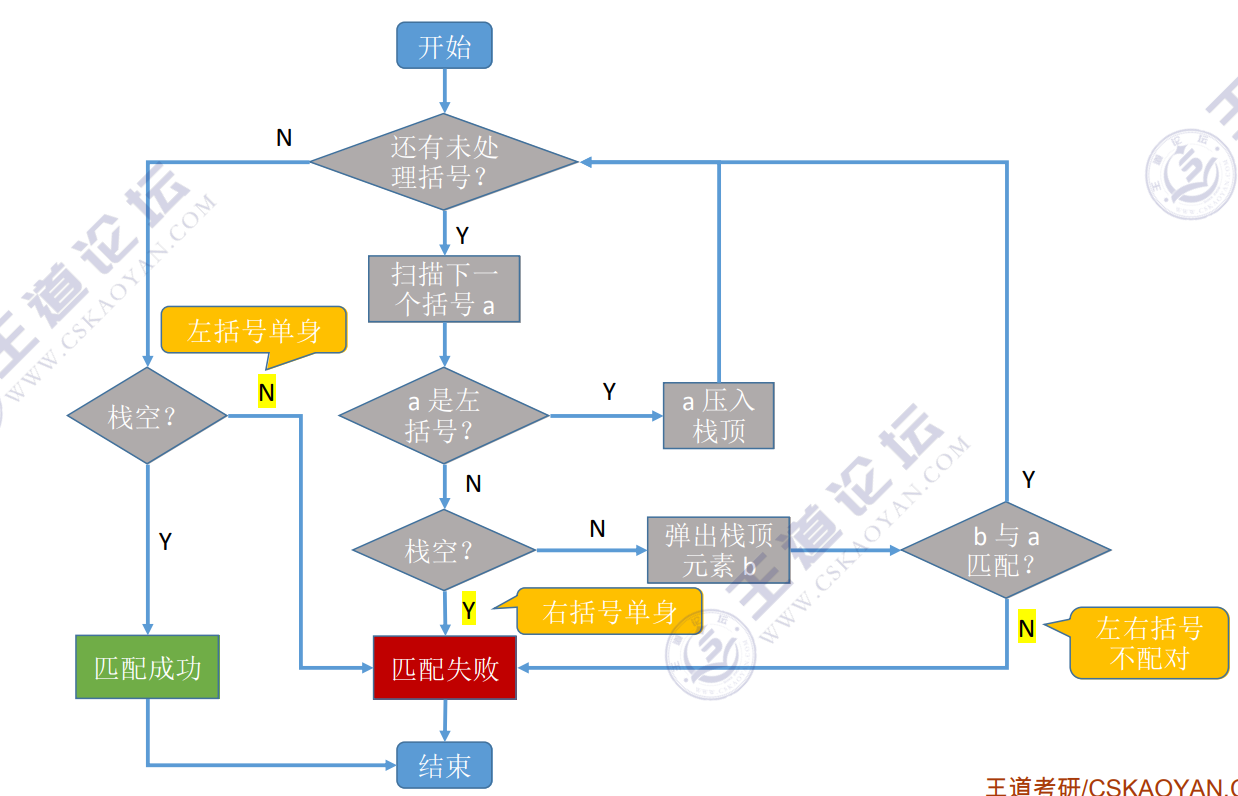 开始
N
还有未处
理括号？
Y
扫描下一
个括号 a
左括号单身
N
栈空？
a 是左
括号？
Y
a 压入
栈顶
N
Y
Y
栈空？
N
弹出栈顶
元素 b
b 与 a
匹配？
Y
右括号单身
N
左右括号
不配对
匹配成功
匹配失败
结束
王道论坛
WWW.CSKAOYAN.COM
王道论坛
WWW.CSKAOYAN.COM
王道考研/CSKAOYAN.C